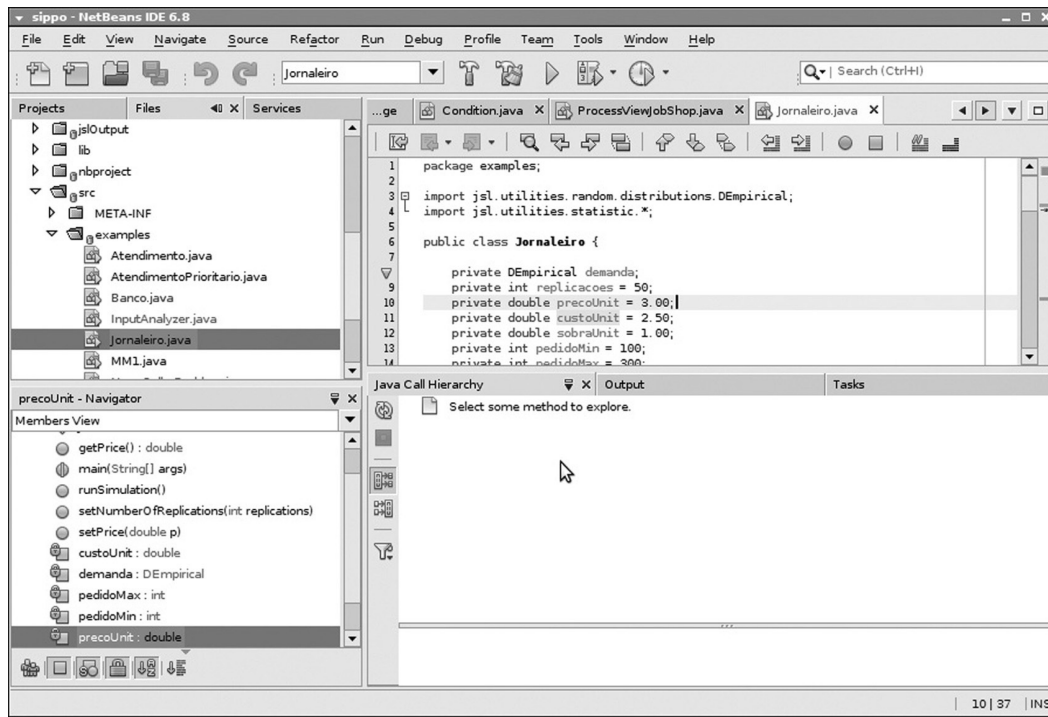 sippo - NetBeans IDE 6.8
File Edit View Navigate Source Refactor Run Debug Profile Team Tools Window Help
Jornaleiro
Search (Ctrl+I)
Projects Files Services
jslOutput
lib
nbproject
src
META-INF
examples
Atendimento.java
AtendimentoPrioritario.java
Banco.java
InputAnalyzer.java
Jornaleiro.java
MM1.java
...ge Condition.java ProcessViewJobShop.java Jornaleiro.java
1 package examples;
2
3 import jsl.utilities.random.distributions.DEmpirical;
4 import jsl.utilities.statistic.*;
5
6 public class Jornaleiro {
7
private DEmpirical demanda;
9 private int replicacoes = 50;
10 private double precoUnit = 3.00;
11 private double custoUnit = 2.50;
12 private double sobraUnit = 1.00;
13 private int pedidoMin = 100;
14 private int pedidoMax = 300;
precoUnit - Navigator
Members View
getPrice() : double
main(String[] args)
runSimulation()
setNumberOfReplications(int replications)
setPrice(double p)
custoUnit : double
demanda : DEmpirical
pedidoMax : int
pedidoMin : int
precoUnit : double
Java Call Hierarchy Output Tasks
Select some method to explore.
10|37 INS